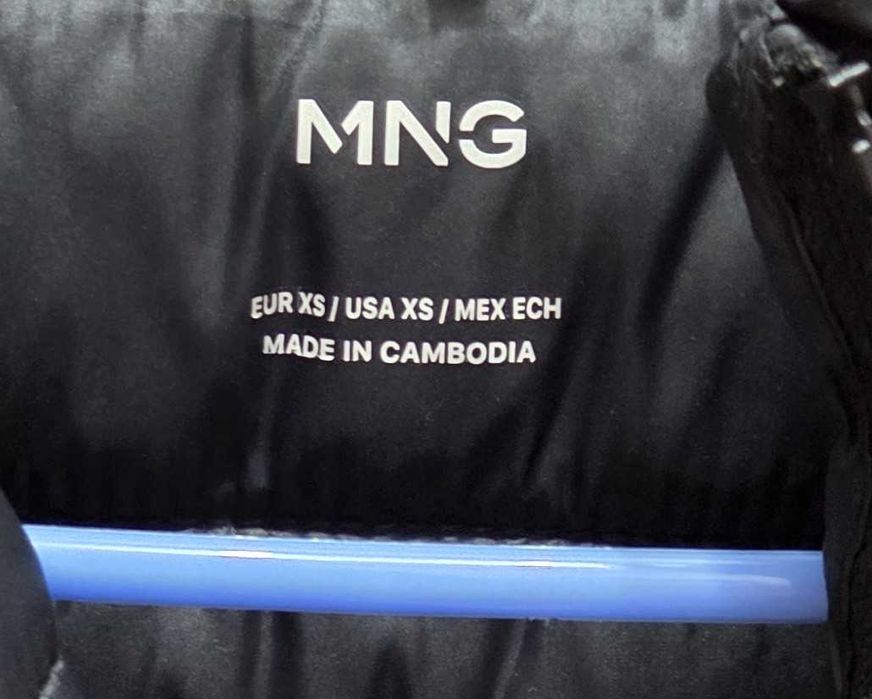 MNG
EUR XS / USA XS / MEX ECH
MADE IN CAMBODIA